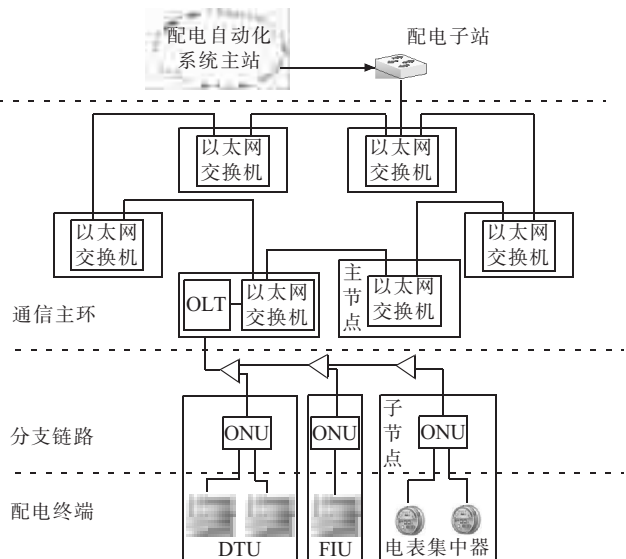 配电自动化
系统主站
配电子站
以太网
交换机
以太网
交换机
以太网
交换机
以太网
交换机
OLT
以太网
交换机
主节点
以太网
交换机
通信主环
分支链路
ONU
ONU
子节点
ONU
配电终端
DTU
FIU
电表集中器